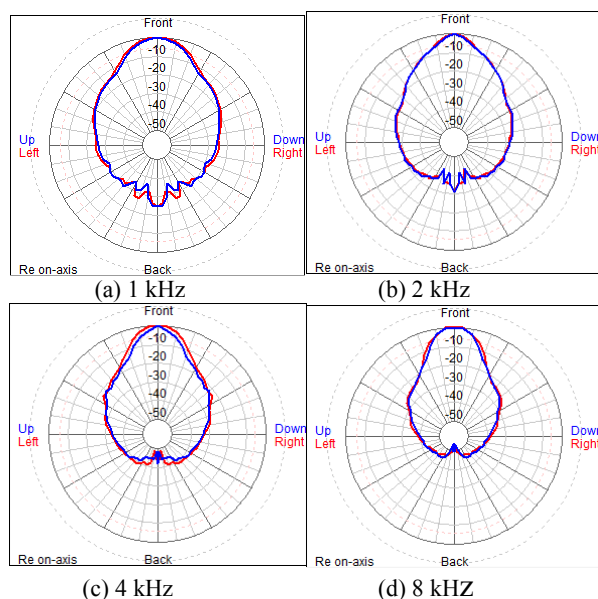 Front
-10
-20
-30
-40
-50
Up
Left
Down
Right
Re on-axis
Back
(a) 1 kHz
Front
-10
-20
-30
-40
-50
Up
Left
Down
Right
Re on-axis
Back
(b) 2 kHz
Front
-10
-20
-30
-40
-50
Up
Left
Down
Right
Re on-axis
Back
(c) 4 kHz
Front
-10
-20
-30
-40
-50
Up
Left
Down
Right
Re on-axis
Back
(d) 8 kHZ